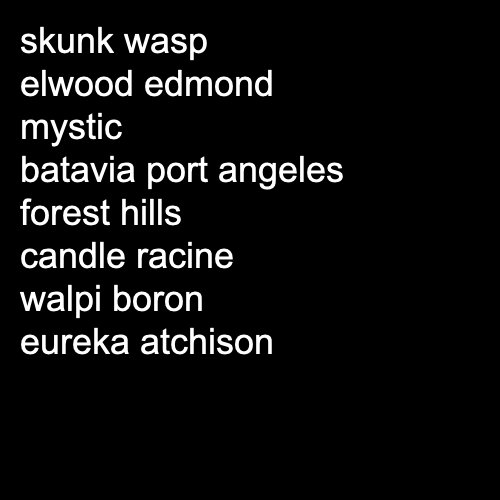 skunk wasp
elwood edmond
mystic
batavia port angeles
forest hills
candle racine
walpi boron
eureka atchison